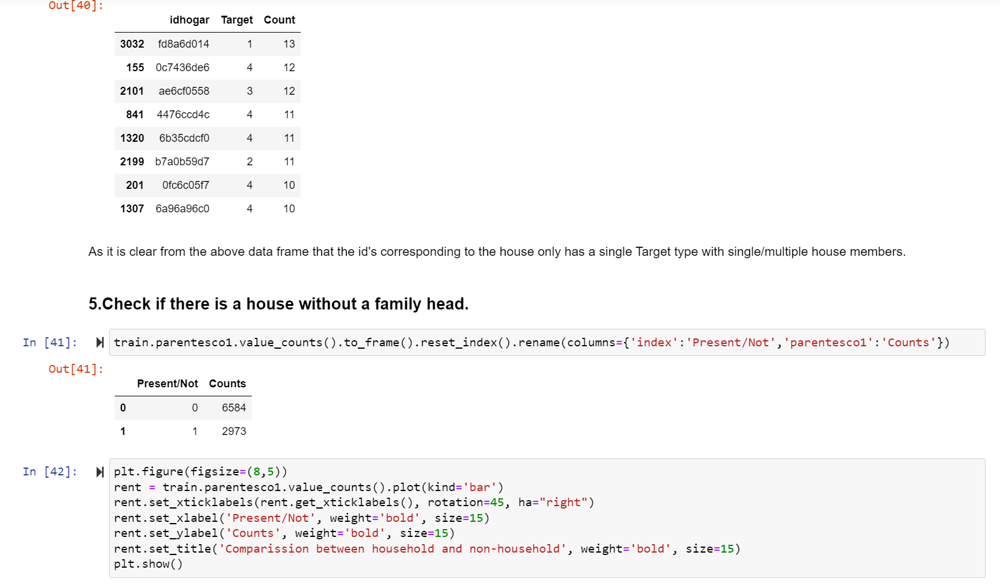 Out[40]:
idhogar Target Count
3032 fd8a6d014 1 13
155 0c7436de6 4 12
2101 ae6cf0558 3 12
841 4476ccd4c 4 11
1320 6b35cdcf0 4 11
2199 b7a0b59d7 2 11
201 0fc6c05f7 4 10
1307 6a96a96c0 4 10
As it is clear from the above data frame that the id's corresponding to the house only has a single Target type with single/multiple house members.
5.Check if there is a house without a family head.
In [41]: train.parentesco1.value_counts().to_frame().reset_index().rename(columns={'index':'Present/Not','parentesco1':'Counts'})
Out[41]:
Present/Not Counts
0 0 6584
1 1 2973
In [42]: plt.figure(figsize=(8,5))
rent = train.parentesco1.value_counts().plot(kind='bar')
rent.set_xticklabels(rent.get_xticklabels(), rotation=45, ha="right")
rent.set_xlabel('Present/Not', weight='bold', size=15)
rent.set_ylabel('Counts', weight='bold', size=15)
rent.set_title('Comparission between household and non-household', weight='bold', size=15)
plt.show()